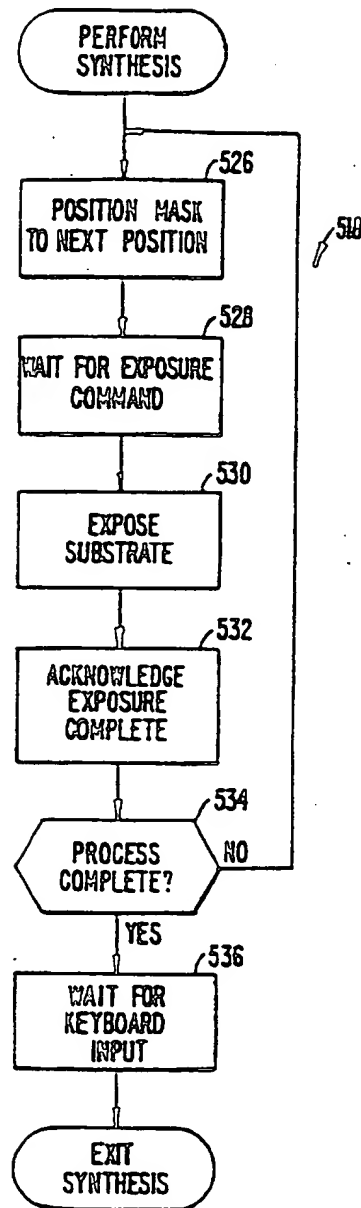 PERFORM
SYNTHESIS
526
POSITION MASK
TO NEXT POSITION
518
528
WAIT FOR EXPOSURE
COMMAND
530
EXPOSE
SUBSTRATE
532
ACKNOWLEDGE
EXPOSURE
COMPLETE
534
PROCESS
COMPLETE?
NO
YES
536
WAIT FOR
KEYBOARD
INPUT
EXIT
SYNTHESIS